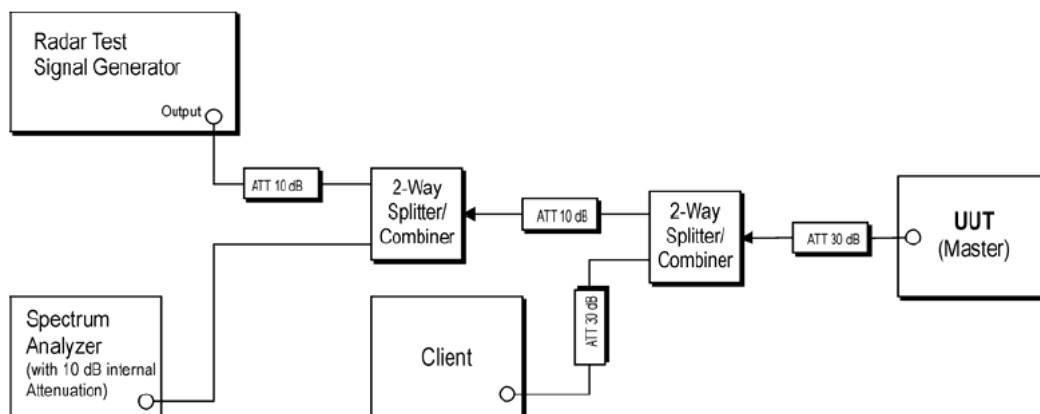 Radar Test
Signal Generator
Output
ATT 10 dB
2-Way
Splitter/
Combiner
ATT 10 dB
2-Way
Splitter/
Combiner
ATT 30 dB
UUT
(Master)
Spectrum
Analyzer
(with 10 dB internal
Attenuation)
Client
ATT 30 dB